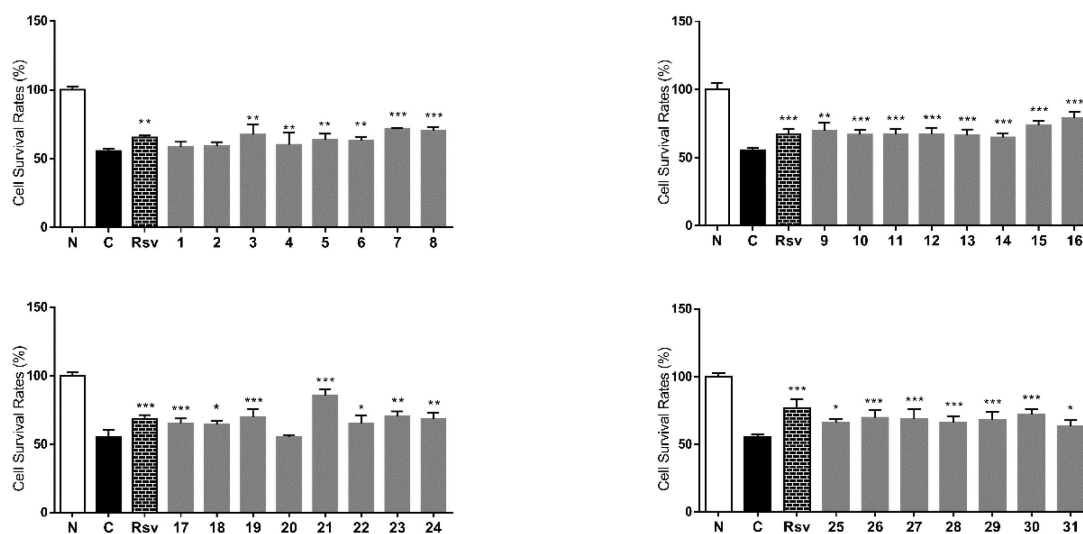 150
100
50
0
Cell Survival Rates (%)
** ** ** ** ** *** ***
N C Rsv 1 2 3 4 5 6 7 8
150
100
50
0
Cell Survival Rates (%)
*** ** *** *** *** *** *** *** ***
N C Rsv 9 10 11 12 13 14 15 16
150
100
50
0
Cell Survival Rates (%)
*** *** * *** *** * ** **
N C Rsv 17 18 19 20 21 22 23 24
150
100
50
0
Cell Survival Rates (%)
*** * *** *** *** *** *** *
N C Rsv 25 26 27 28 29 30 31